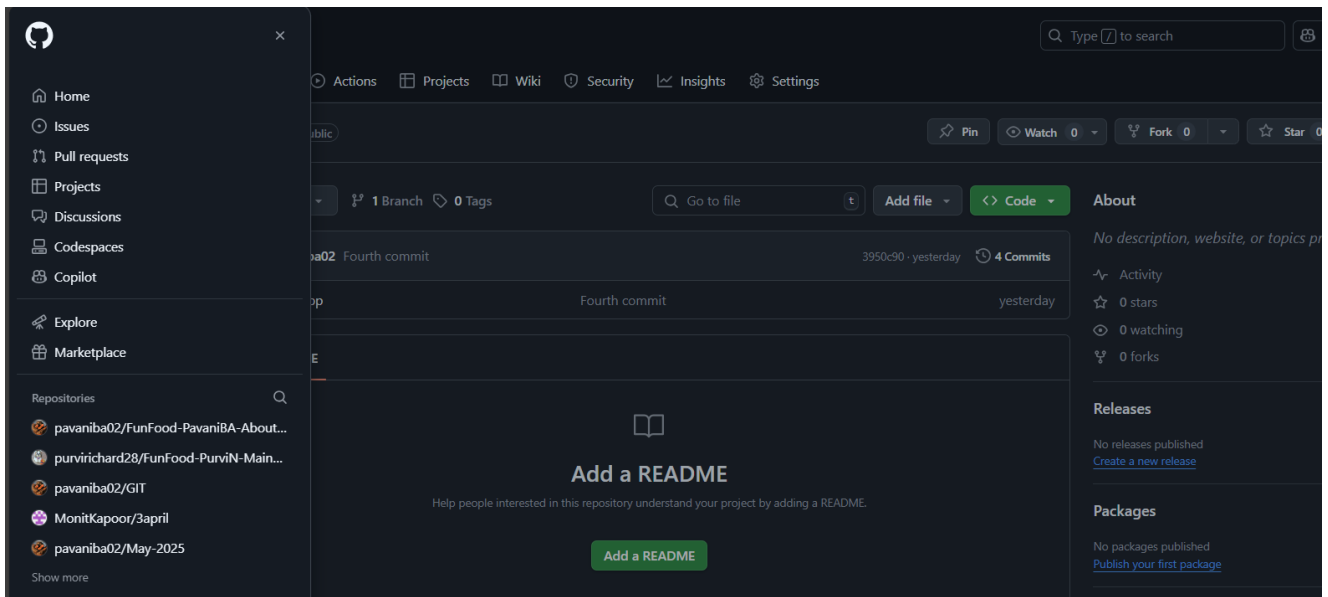 Type / to search
Home
Issues
Pull requests
Projects
Discussions
Codespaces
Copilot
Explore
Marketplace
Repositories
pavaniba02/FunFood-PavaniBA-About...
purvirichard28/FunFood-PurviN-Main...
pavaniba02/GIT
MonitKapoor/3april
pavaniba02/May-2025
Show more
Actions Projects Wiki Security Insights Settings
Pin Watch 0 Fork 0 Star 0
1 Branch 0 Tags Go to file t Add file Code
Fourth commit 3950c90 · yesterday 4 Commits
Fourth commit yesterday
Add a README
Help people interested in this repository understand your project by adding a README.
Add a README
About
No description, website, or topics
Activity
0 stars
0 watching
0 forks
Releases
No releases published
Create a new release
Packages
No packages published
Publish your first package